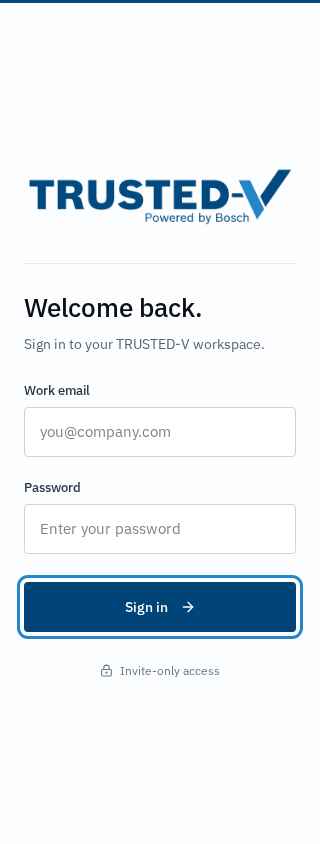 TRUSTED-V
Powered by Bosch
Welcome back.
Sign in to your TRUSTED-V workspace.
Work email
you@company.com
Password
Enter your password
Sign in →
Invite-only access